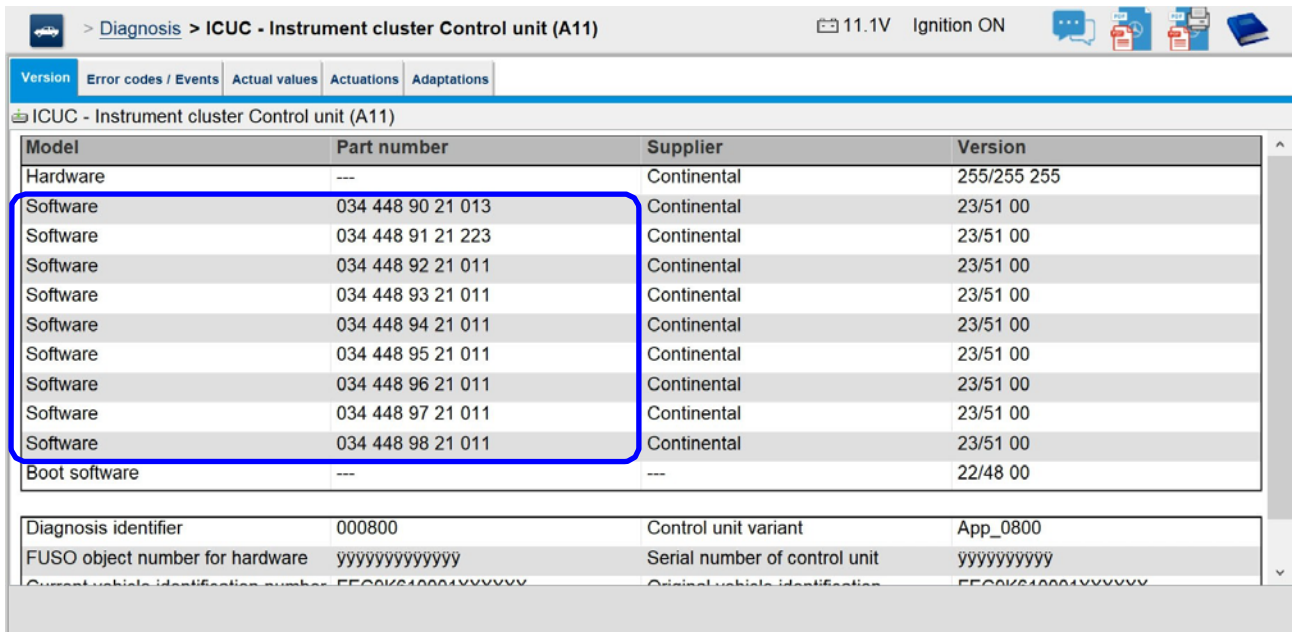 > Diagnosis > ICUC - Instrument cluster Control unit (A11) 11.1V Ignition ON
Version Error codes / Events Actual values Actuations Adaptations
ICUC - Instrument cluster Control unit (A11)
Model Part number Supplier Version
Hardware --- Continental 255/255 255
Software 034 448 90 21 013 Continental 23/51 00
Software 034 448 91 21 223 Continental 23/51 00
Software 034 448 92 21 011 Continental 23/51 00
Software 034 448 93 21 011 Continental 23/51 00
Software 034 448 94 21 011 Continental 23/51 00
Software 034 448 95 21 011 Continental 23/51 00
Software 034 448 96 21 011 Continental 23/51 00
Software 034 448 97 21 011 Continental 23/51 00
Software 034 448 98 21 011 Continental 23/51 00
Boot software --- --- 22/48 00
Diagnosis identifier 000800 Control unit variant App_0800
FUSO object number for hardware ÿÿÿÿÿÿÿÿÿÿÿÿÿ Serial number of control unit ÿÿÿÿÿÿÿÿÿÿ
Current vehicle identification number Original vehicle identification